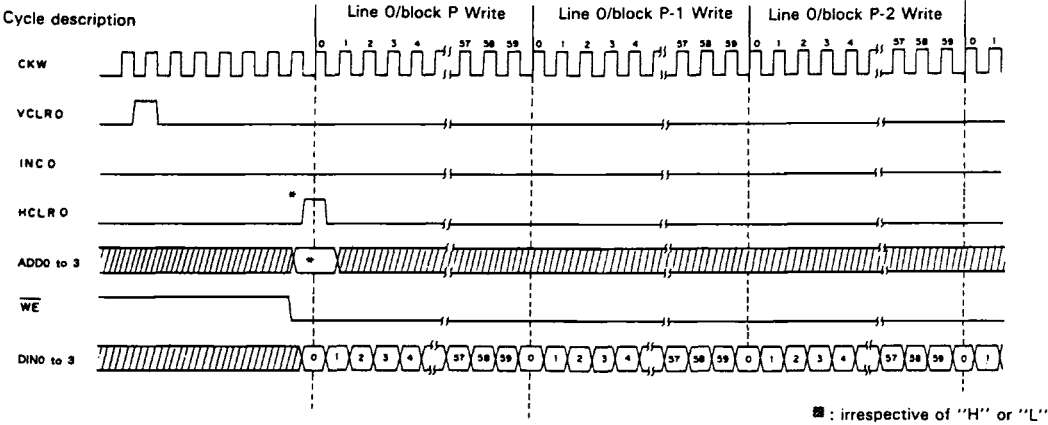 Cycle description
Line 0/block P Write
Line 0/block P-1 Write
Line 0/block P-2 Write
0 1 2 3 4 57 58 59 0 1 2 3 4 57 58 59 0 1 2 3 4 57 58 59 0 1
CKW
VCLR0
INC0
*
HCLR0
ADD0 to 3
*
WE
DIN0 to 3
0 1 2 3 4 57 58 59 0 1 2 3 4 57 58 59 0 1 2 3 4 57 58 59 0 1
* : irrespective of "H" or "L"